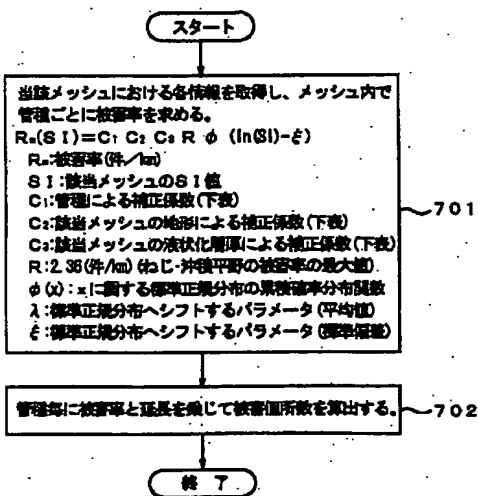 スタート
当該メッシュにおける各情報を取得し、メッシュ内で
管種ごとに被害率を求める。
Rm(SI)=C1 C2 C3 R φ (ln(SI)-ξ)
Rm:被害率(件/km)
SI:該当メッシュのSI値
C1:管種による補正係数(下表)
C2:該当メッシュの地形による補正係数(下表)
C3:該当メッシュの液状化層厚による補正係数(下表)
R:2.36(件/km)(ねじ・沖積平野の被害率の最大値)
φ(x):xに関する標準正規分布の累積確率分布関数
λ:標準正規分布へシフトするパラメータ(平均値)
ξ:標準正規分布へシフトするパラメータ(標準偏差)
701
管種毎に被害率と延長を乗じて被害個所数を算出する。
702
終 了